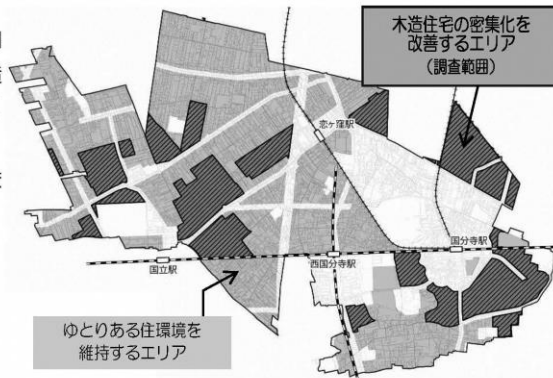 木造住宅の密集化を
改善するエリア
（調査範囲）
恋ヶ窪駅
国分寺駅
西国分寺駅
国立駅
ゆとりある住環境を
維持するエリア